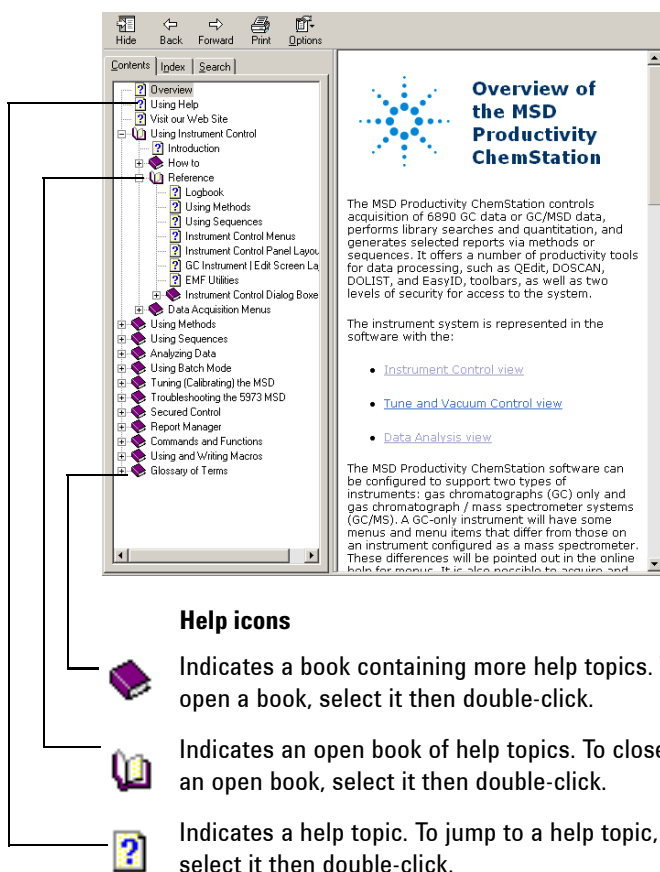 Hide Back Forward Print Options
Contents Index Search
Overview
Using Help
Visit our Web Site
Using Instrument Control
Introduction
How to
Reference
Logbook
Using Methods
Using Sequences
Instrument Control Menus
Instrument Control Panel Layou
GC Instrument | Edit Screen La
EMF Utilities
Instrument Control Dialog Boxe
Data Acquisition Menus
Using Methods
Using Sequences
Analyzing Data
Using Batch Mode
Tuning (Calibrating) the MSD
Troubleshooting the 5973 MSD
Secured Control
Report Manager
Commands and Functions
Using and Writing Macros
Glossary of Terms
Overview of
the MSD
Productivity
ChemStation
The MSD Productivity ChemStation controls
acquisition of 6890 GC data or GC/MSD data,
performs library searches and quantitation, and
generates selected reports via methods or
sequences. It offers a number of productivity tools
for data processing, such as QEdit, DOSCAN,
DOLIST, and EasyID, toolbars, as well as two
levels of security for access to the system.
The instrument system is represented in the
software with the:
• Instrument Control view
• Tune and Vacuum Control view
• Data Analysis view
The MSD Productivity ChemStation software can
be configured to support two types of
instruments: gas chromatographs (GC) only and
gas chromatograph / mass spectrometer systems
(GC/MS). A GC-only instrument will have some
menus and menu items that differ from those on
an instrument configured as a mass spectrometer.
These differences will be pointed out in the online
help for menus. It is also possible to acquire and
Help icons
Indicates a book containing more help topics.
open a book, select it then double-click.
Indicates an open book of help topics. To close
an open book, select it then double-click.
Indicates a help topic. To jump to a help topic,
select it then double-click.